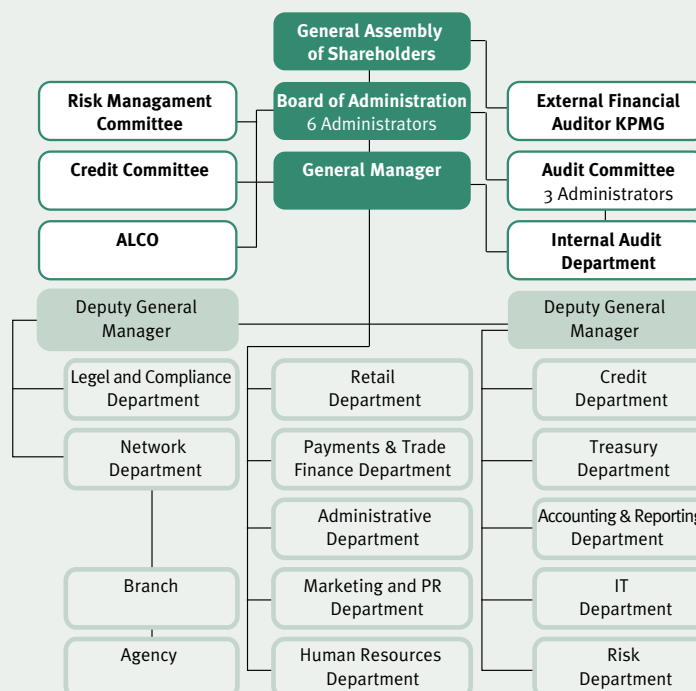 General Assembly
of Shareholders
Risk Managament
Committee
Board of Administration
6 Administrators
External Financial
Auditor KPMG
Credit Committee
General Manager
Audit Committee
3 Administrators
ALCO
Internal Audit
Department
Deputy General
Manager
Deputy General
Manager
Legel and Compliance
Department
Retail
Department
Credit
Department
Network
Department
Payments & Trade
Finance Department
Treasury
Department
Administrative
Department
Accounting & Reporting
Department
Branch
Marketing and PR
Department
IT
Department
Agency
Human Resources
Department
Risk
Department